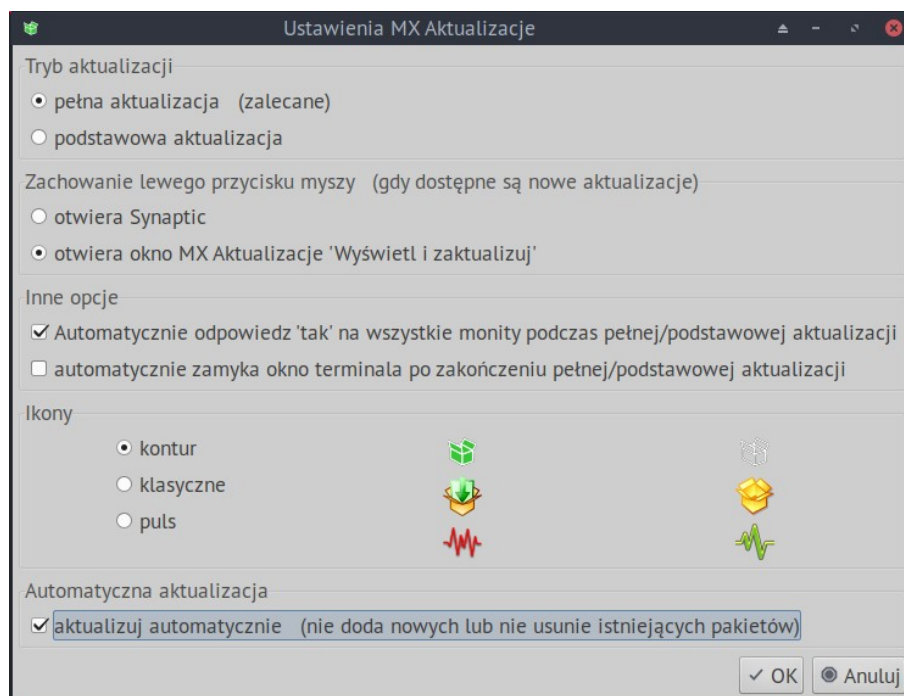 Ustawienia MX Aktualizacje
Tryb aktualizacji
pełna aktualizacja (zalecane)
podstawowa aktualizacja
Zachowanie lewego przycisku myszy (gdy dostępne są nowe aktualizacje)
otwiera Synaptic
otwiera okno MX Aktualizacje 'Wyświetl i zaktualizuj'
Inne opcje
Automatycznie odpowiedz 'tak' na wszystkie monity podczas pełnej/podstawowej aktualizacji
automatycznie zamyka okno terminala po zakończeniu pełnej/podstawowej aktualizacji
Ikony
kontur
klasyczne
puls
Automatyczna aktualizacja
aktualizuj automatycznie (nie doda nowych lub nie usunie istniejących pakietów)
OK Anuluj